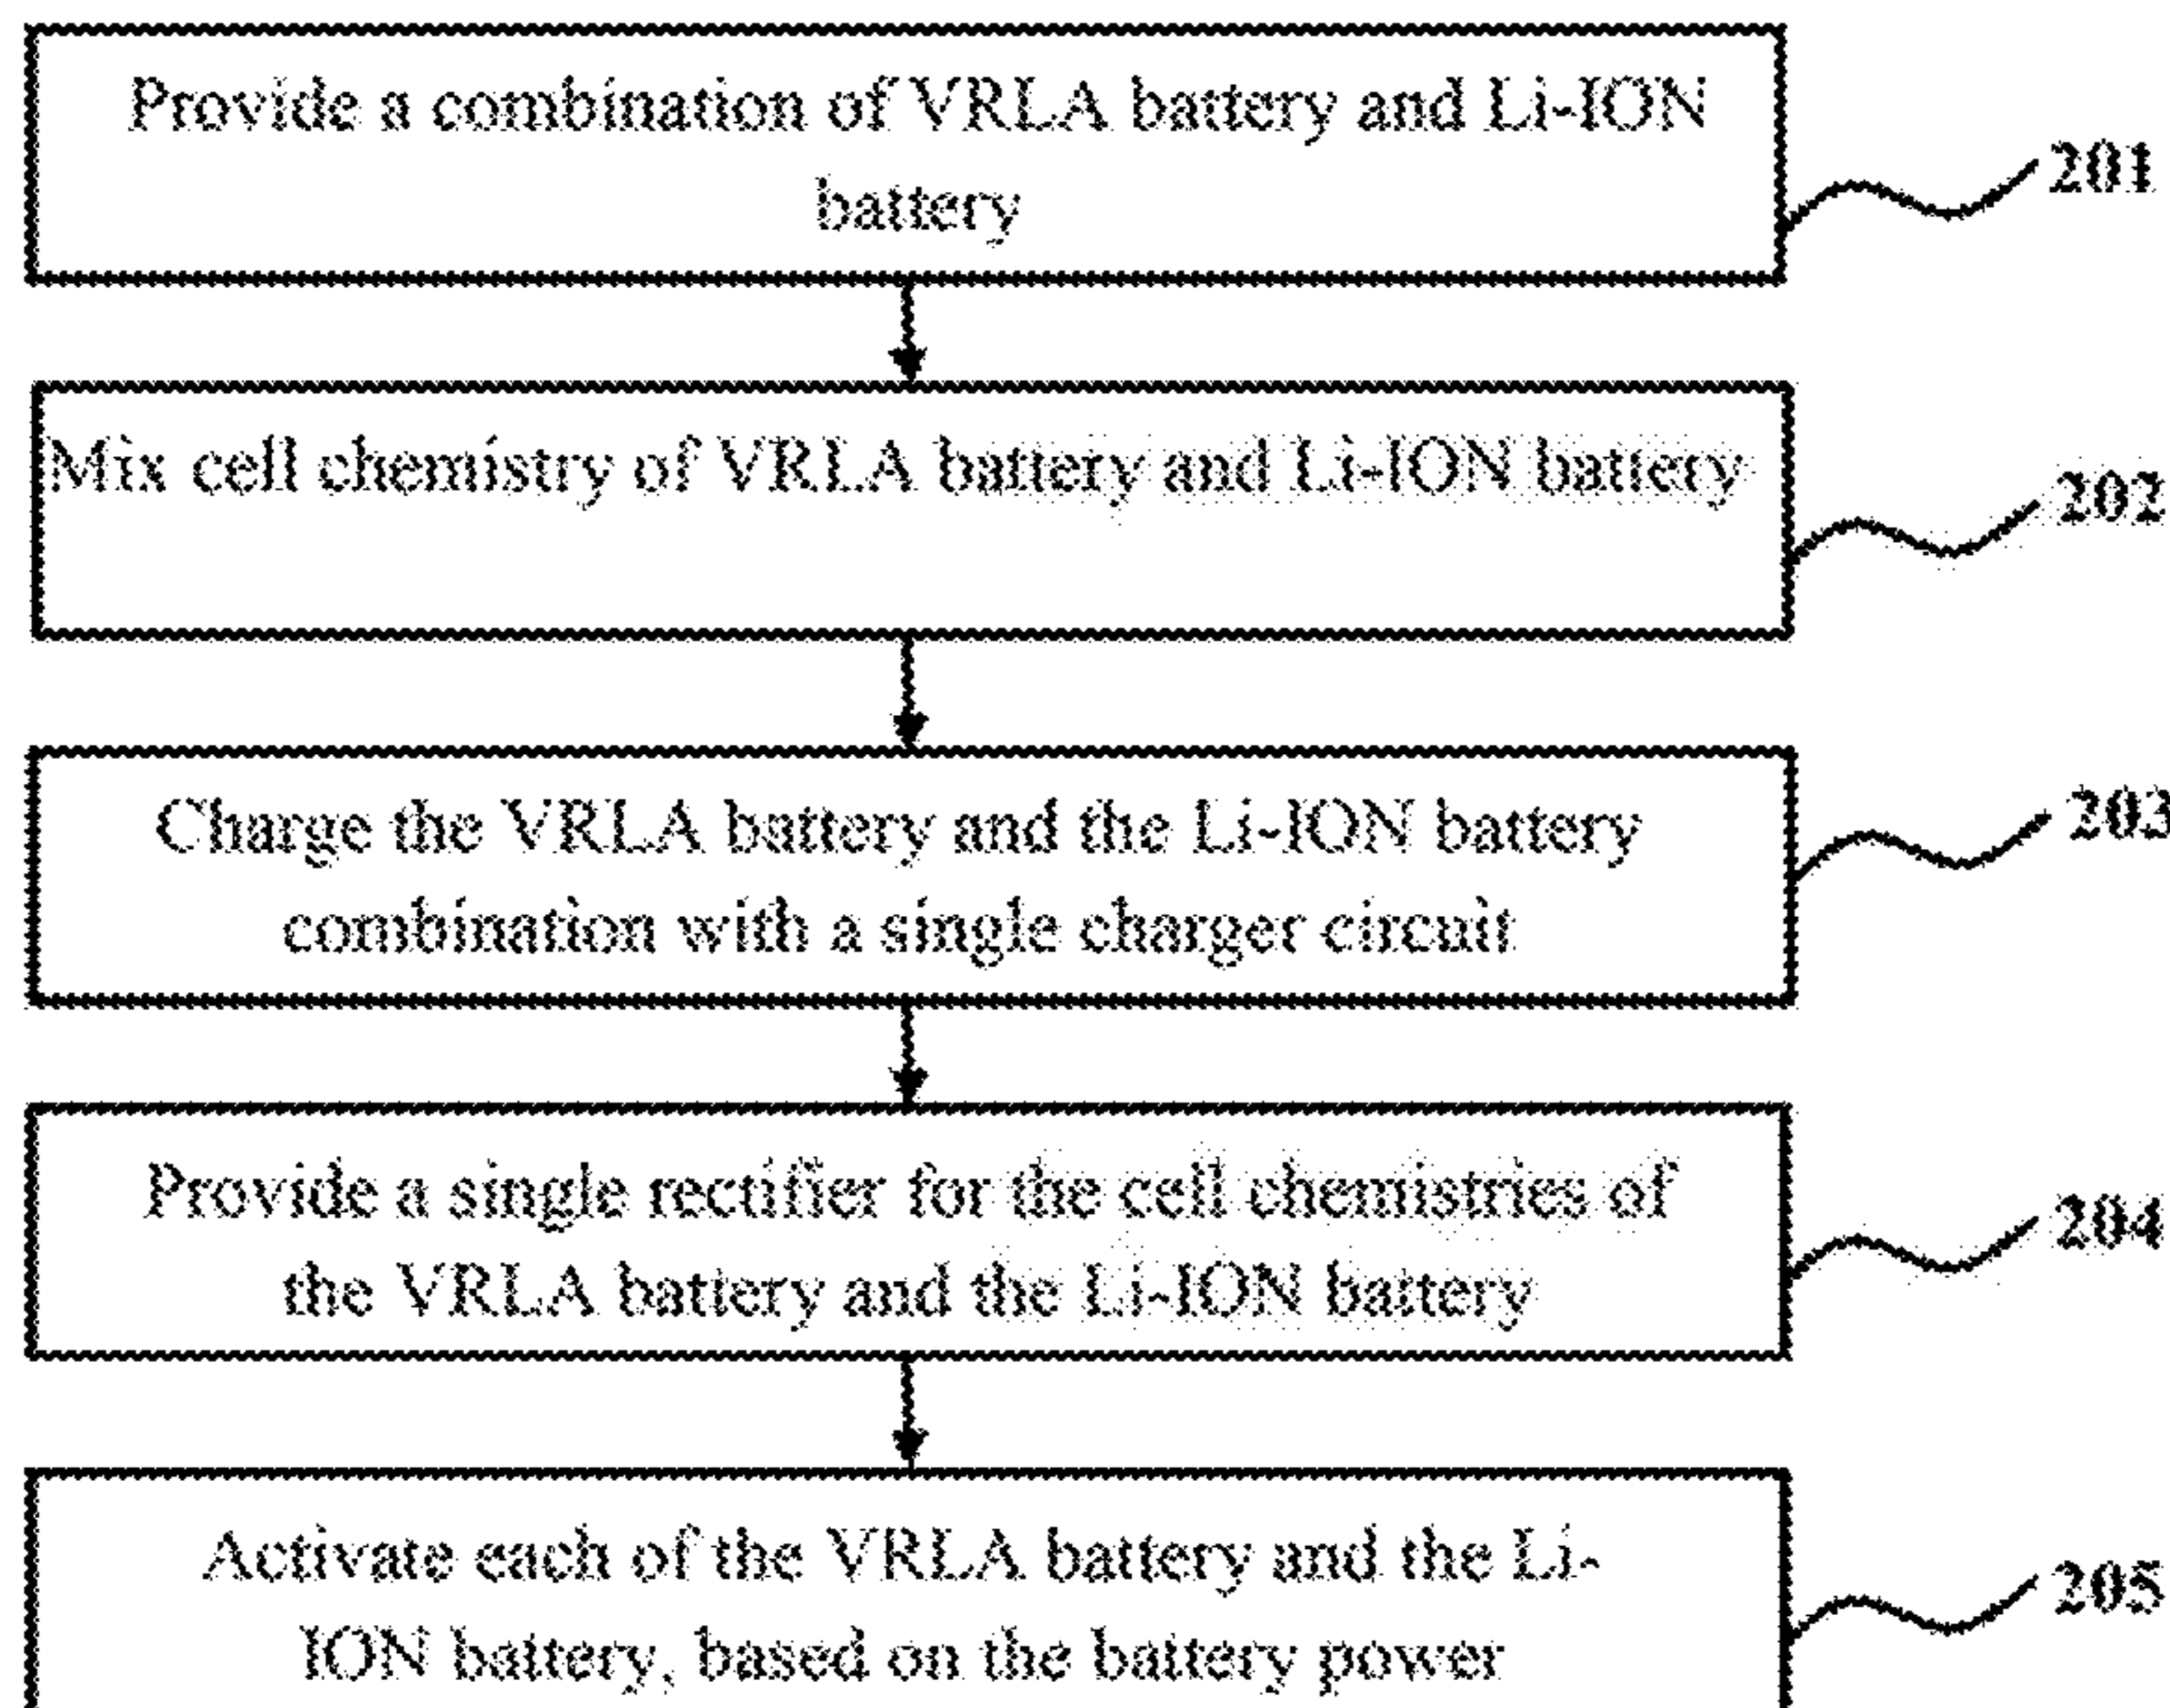 Provide a combination of VRLA battery and Li-ION
battery
201
Mix cell chemistry of VRLA battery and Li-ION battery
202
Charge the VRLA battery and the Li-ION battery
combination with a single charger circuit
203
Provide a single rectifier for the cell chemistries of
the VRLA battery and the Li-ION battery
204
Activate each of the VRLA battery and the Li-
ION battery, based on the battery power
205